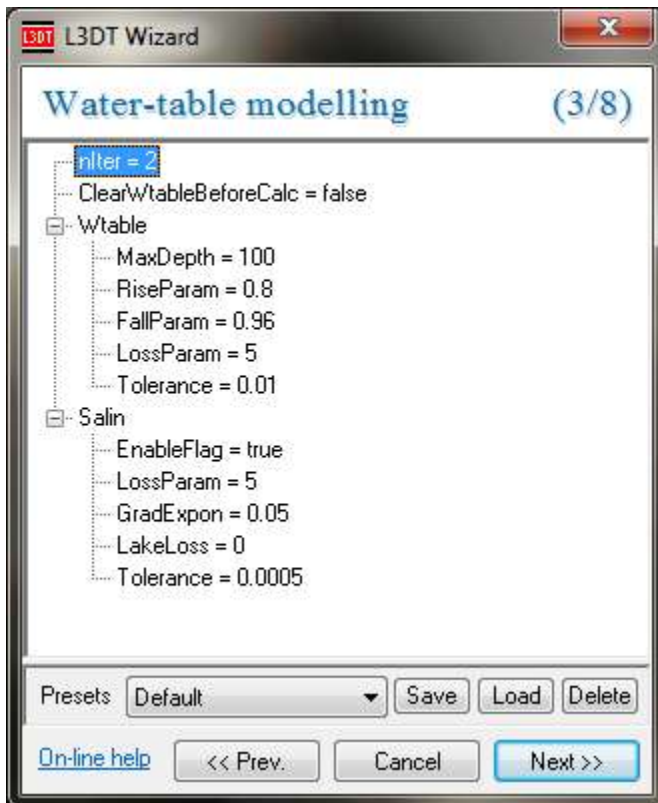 L3DT L3DT Wizard
Water-table modelling (3/8)
nIter = 2
ClearWtableBeforeCalc = false
Wtable
MaxDepth = 100
RiseParam = 0.8
FallParam = 0.96
LossParam = 5
Tolerance = 0.01
Salin
EnableFlag = true
LossParam = 5
GradExpon = 0.05
LakeLoss = 0
Tolerance = 0.0005
Presets Default Save Load Delete
On-line help << Prev. Cancel Next >>